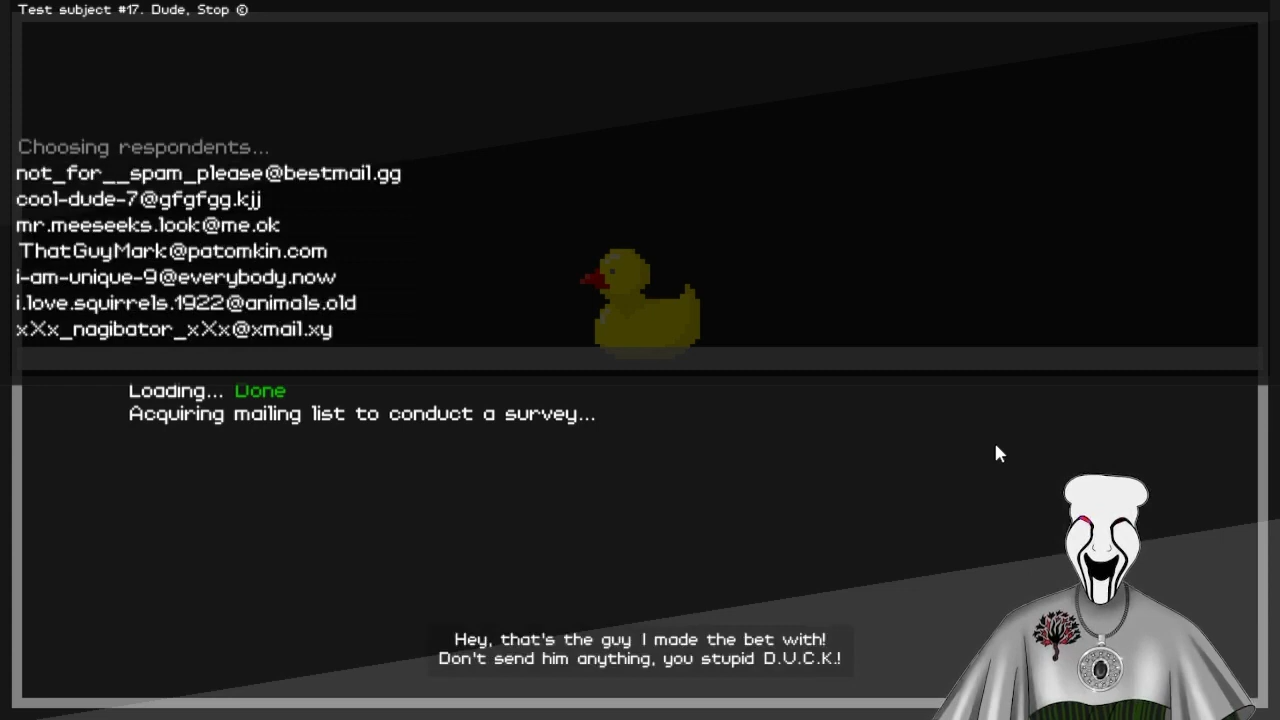 Test subject #17. Dude, Stop ©
Choosing respondents...
not_for__spam_please@bestmail.gg
cool-dude-7@gfgfgg.kjj
mr.meeseeks.look@me.ok
ThatGuyMark@patomkin.com
i-am-unique-9@everybody.now
i.love.squirrels.1922@animals.old
xXx_nagibator_xXx@xmail.xy
Loading... Done
Acquiring mailing list to conduct a survey...
Hey, that's the guy I made the bet with!
Don't send him anything, you stupid D.U.C.K.!